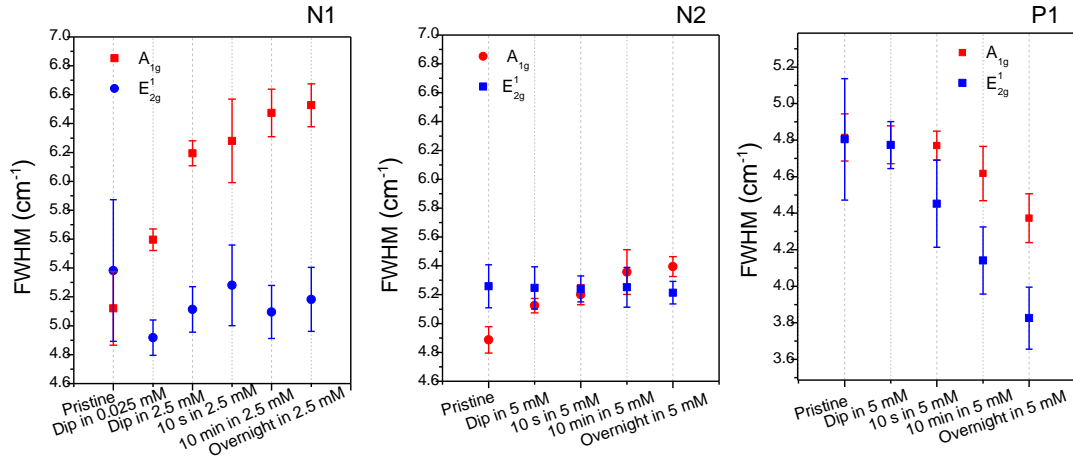 N1
7.0
6.8
6.6
6.4
6.2
6.0
5.8
5.6
5.4
5.2
5.0
4.8
4.6
FWHM (cm⁻¹)
A1g
E¹2g
Pristine
Dip in 0.025 mM
Dip in 2.5 mM
10 s in 2.5 mM
10 min in 2.5 mM
Overnight in 2.5 mM
N2
7.0
6.8
6.6
6.4
6.2
6.0
5.8
5.6
5.4
5.2
5.0
4.8
4.6
FWHM (cm⁻¹)
A1g
E¹2g
Pristine
Dip in 5 mM
10 s in 5 mM
10 min in 5 mM
Overnight in 5 mM
P1
5.2
5.0
4.8
4.6
4.4
4.2
4.0
3.8
3.6
FWHM (cm⁻¹)
A1g
E¹2g
Pristine
Dip in 5 mM
10 s in 5 mM
10 min in 5 mM
Overnight in 5 mM